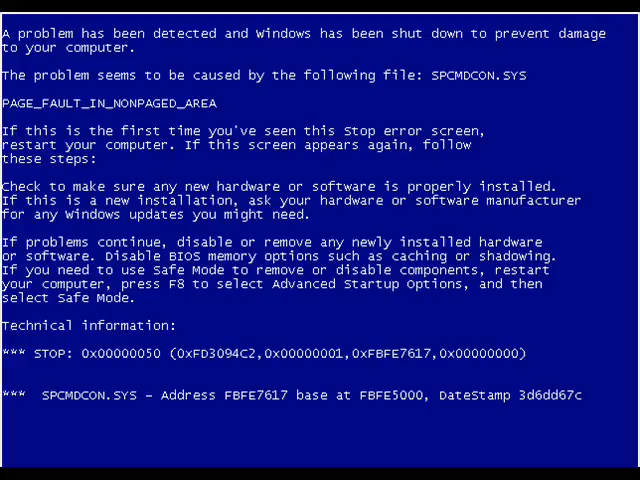 A problem has been detected and Windows has been shut down to prevent damage
to your computer.
The problem seems to be caused by the following file: SPCMDCON.SYS
PAGE_FAULT_IN_NONPAGED_AREA
If this is the first time you've seen this Stop error screen,
restart your computer. If this screen appears again, follow
these steps:
Check to make sure any new hardware or software is properly installed.
If this is a new installation, ask your hardware or software manufacturer
for any Windows updates you might need.
If problems continue, disable or remove any newly installed hardware
or software. Disable BIOS memory options such as caching or shadowing.
If you need to use Safe Mode to remove or disable components, restart
your computer, press F8 to select Advanced Startup Options, and then
select Safe Mode.
Technical information:
*** STOP: 0x00000050 (0xFD3094C2,0x00000001,0xFBFE7617,0x00000000)
***  SPCMDCON.SYS - Address FBFE7617 base at FBFE5000, DateStamp 3d6dd67c